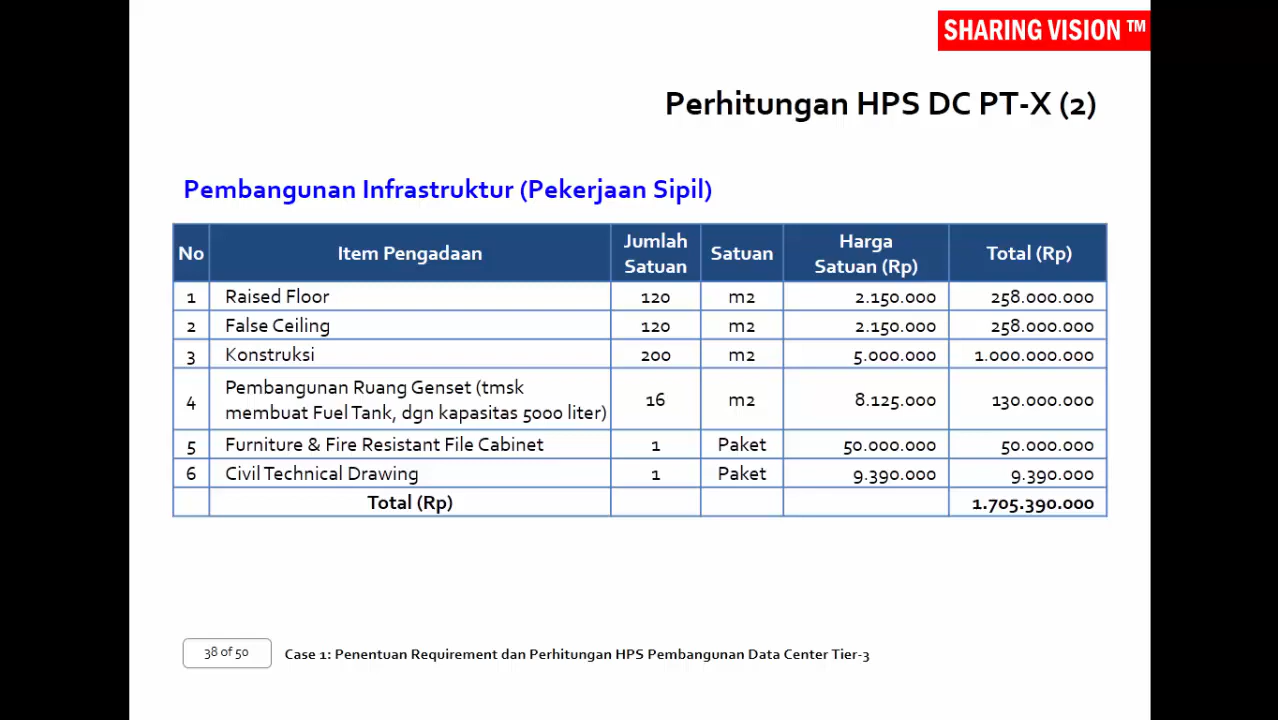 SHARING VISION ™
Perhitungan HPS DC PT-X (2)
Pembangunan Infrastruktur (Pekerjaan Sipil)
No Item Pengadaan Jumlah Satuan Satuan Harga Satuan (Rp) Total (Rp)
1 Raised Floor 120 m2 2.150.000 258.000.000
2 False Ceiling 120 m2 2.150.000 258.000.000
3 Konstruksi 200 m2 5.000.000 1.000.000.000
4 Pembangunan Ruang Genset (tmsk membuat Fuel Tank, dgn kapasitas 5000 liter) 16 m2 8.125.000 130.000.000
5 Furniture & Fire Resistant File Cabinet 1 Paket 50.000.000 50.000.000
6 Civil Technical Drawing 1 Paket 9.390.000 9.390.000
Total (Rp) 1.705.390.000
38 of 50 Case 1: Penentuan Requirement dan Perhitungan HPS Pembangunan Data Center Tier-3